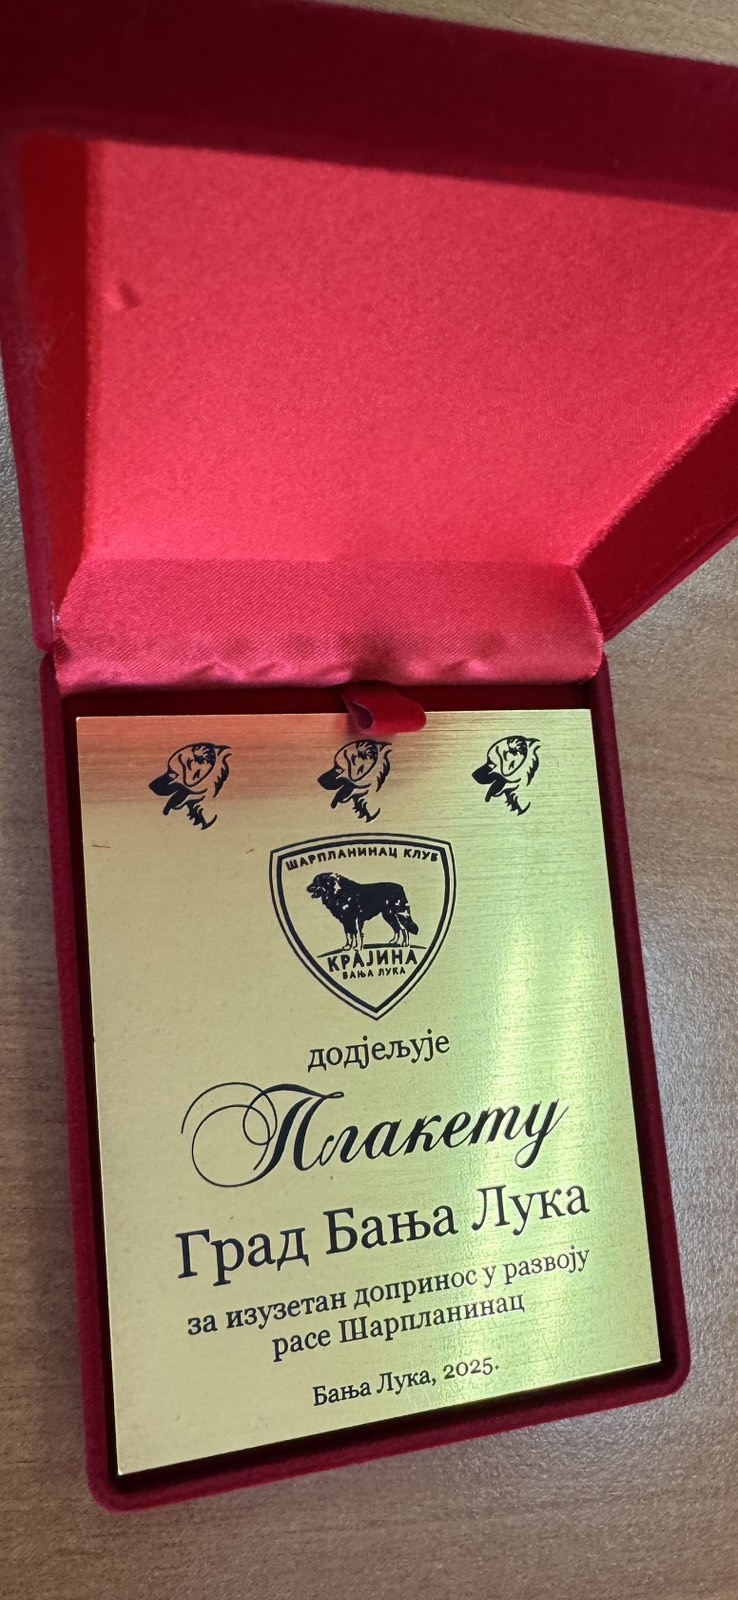 ШАРПЛАНИНАЦ КЛУБ
КРАЈИНА
БАЊА ЛУКА
додјељује
Плакету
Град Бања Лука
за изузетан допринос у развоју
расе Шарпланинац
Бања Лука, 2025.